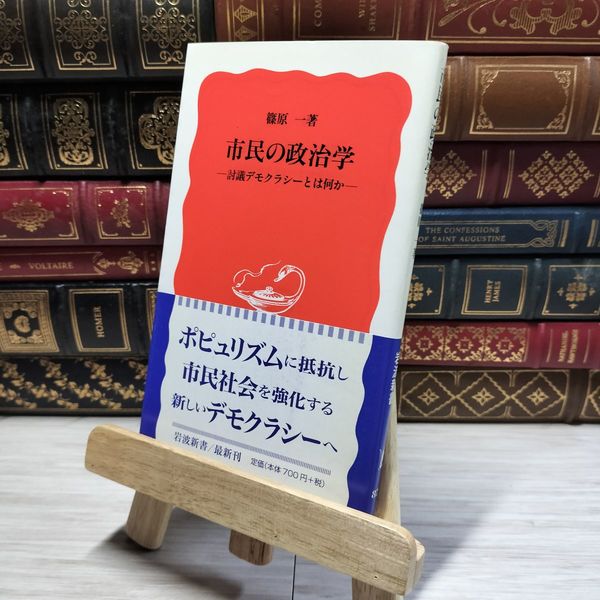 篠原 一著
市民の政治学
―討議デモクラシーとは何か―
ポピュリズムに抵抗し
市民社会を強化する
新しいデモクラシーへ
岩波新書/最新刊
定価(本体700円+税)
VOLTAIRE
HOMER
THE CONFESSIONS
OF SAINT AUGUSTINE
HENRY
JAMES